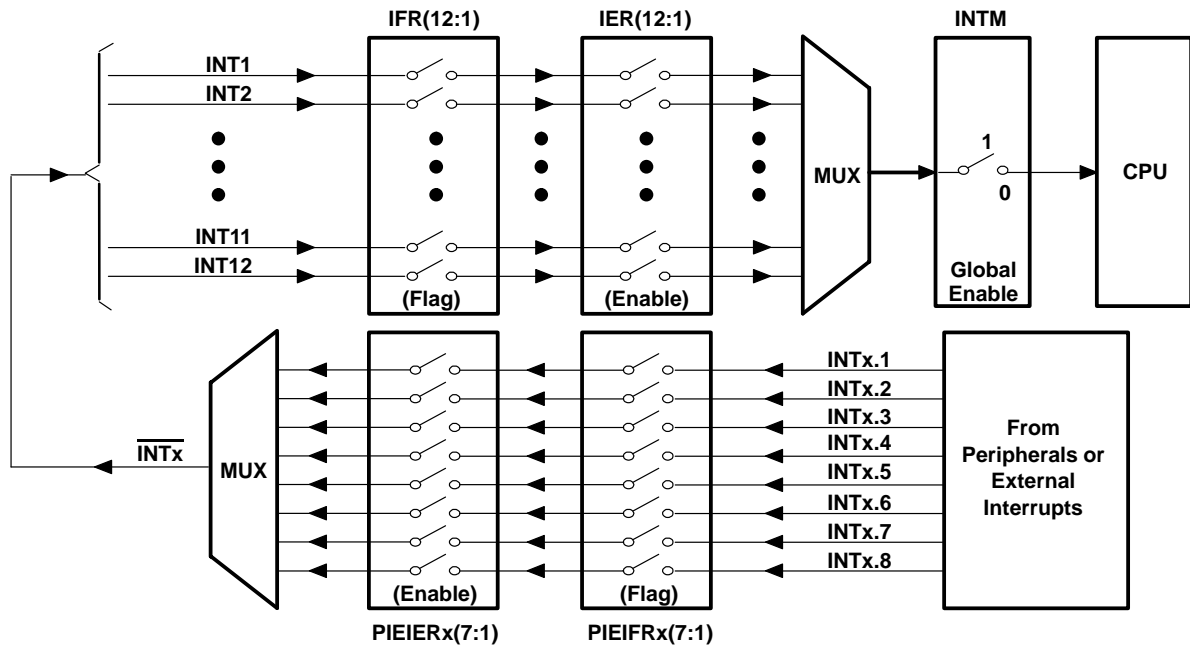 IFR(12:1) IER(12:1) INTM
INT1
INT2
1
MUX
CPU
0
INT11
INT12
Global
Enable
(Flag) (Enable)
INTx.1
INTx.2
INTx.3
From
INTx.4
Peripherals or
INTx
MUX
INTx.5
External
INTx.6
Interrupts
INTx.7
INTx.8
(Enable) (Flag)
PIEIERx(7:1) PIEIFRx(7:1)